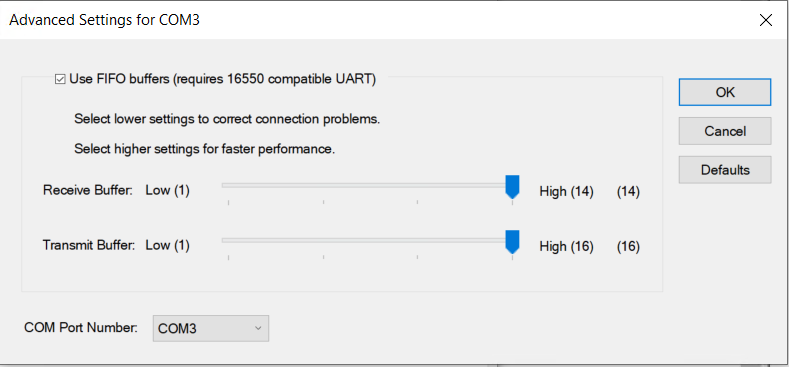 Advanced Settings for COM3
Use FIFO buffers (requires 16550 compatible UART)
OK
Select lower settings to correct connection problems.
Cancel
Select higher settings for faster performance.
Defaults
Receive Buffer: Low (1) High (14) (14)
Transmit Buffer: Low (1) High (16) (16)
COM Port Number: COM3